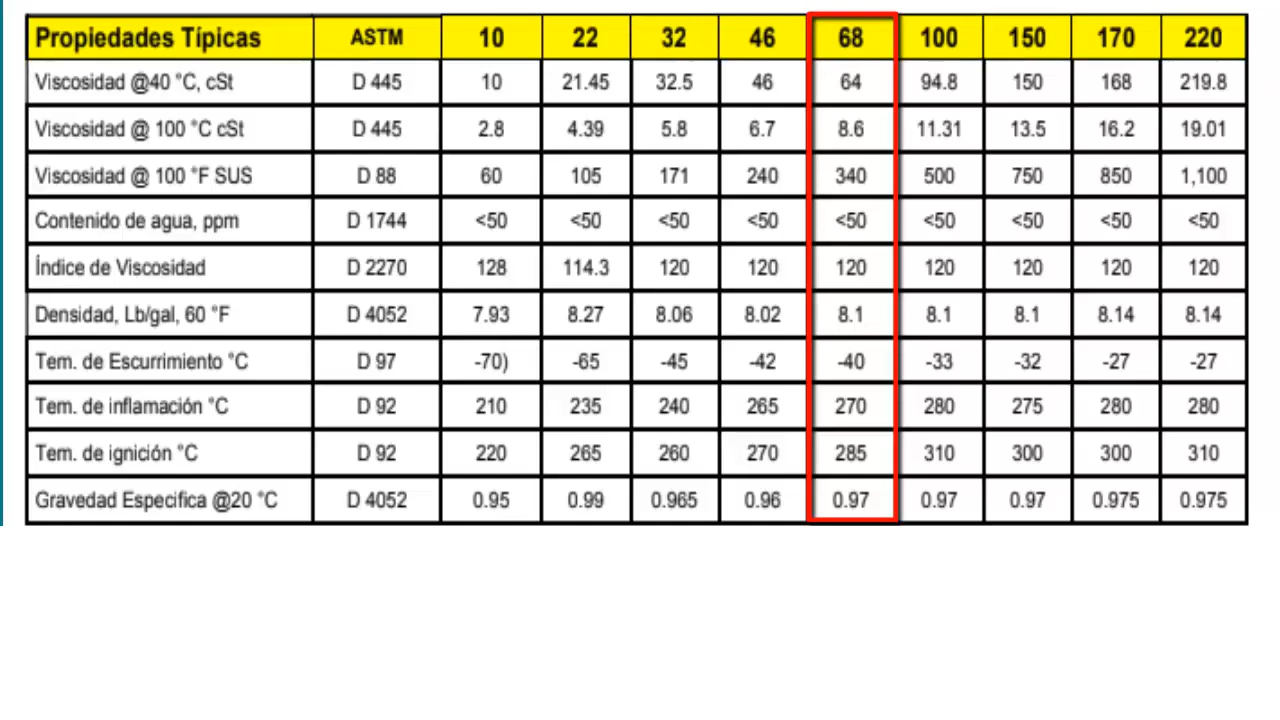 Propiedades Típicas ASTM 10 22 32 46 68 100 150 170 220
Viscosidad @40 °C, cSt D 445 10 21.45 32.5 46 64 94.8 150 168 219.8
Viscosidad @ 100 °C cSt D 445 2.8 4.39 5.8 6.7 8.6 11.31 13.5 16.2 19.01
Viscosidad @ 100 °F SUS D 88 60 105 171 240 340 500 750 850 1,100
Contenido de agua, ppm D 1744 <50 <50 <50 <50 <50 <50 <50 <50 <50
Índice de Viscosidad D 2270 128 114.3 120 120 120 120 120 120 120
Densidad, Lb/gal, 60 °F D 4052 7.93 8.27 8.06 8.02 8.1 8.1 8.1 8.14 8.14
Tem. de Escurrimiento °C D 97 -70) -65 -45 -42 -40 -33 -32 -27 -27
Tem. de inflamación °C D 92 210 235 240 265 270 280 275 280 280
Tem. de ignición °C D 92 220 265 260 270 285 310 300 300 310
Gravedad Especifica @20 °C D 4052 0.95 0.99 0.965 0.96 0.97 0.97 0.97 0.975 0.975